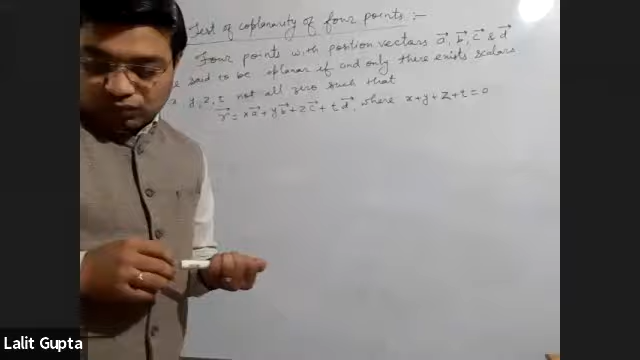 Test of coplanarity of four points :-
Four points with position vectors a⃗, b⃗, c⃗ & d⃗
said to be coplanar if and only there exists scalars
y, z, t not all zero such that
r⃗ = xa⃗ + yb⃗ + zc⃗ + td⃗, where x+y+z+t=0
Lalit Gupta